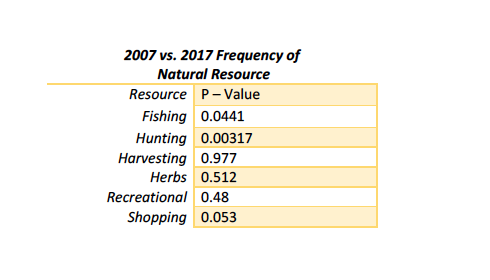 2007 vs. 2017 Frequency of
Natural Resource
Resource P – Value
Fishing 0.0441
Hunting 0.00317
Harvesting 0.977
Herbs 0.512
Recreational 0.48
Shopping 0.053